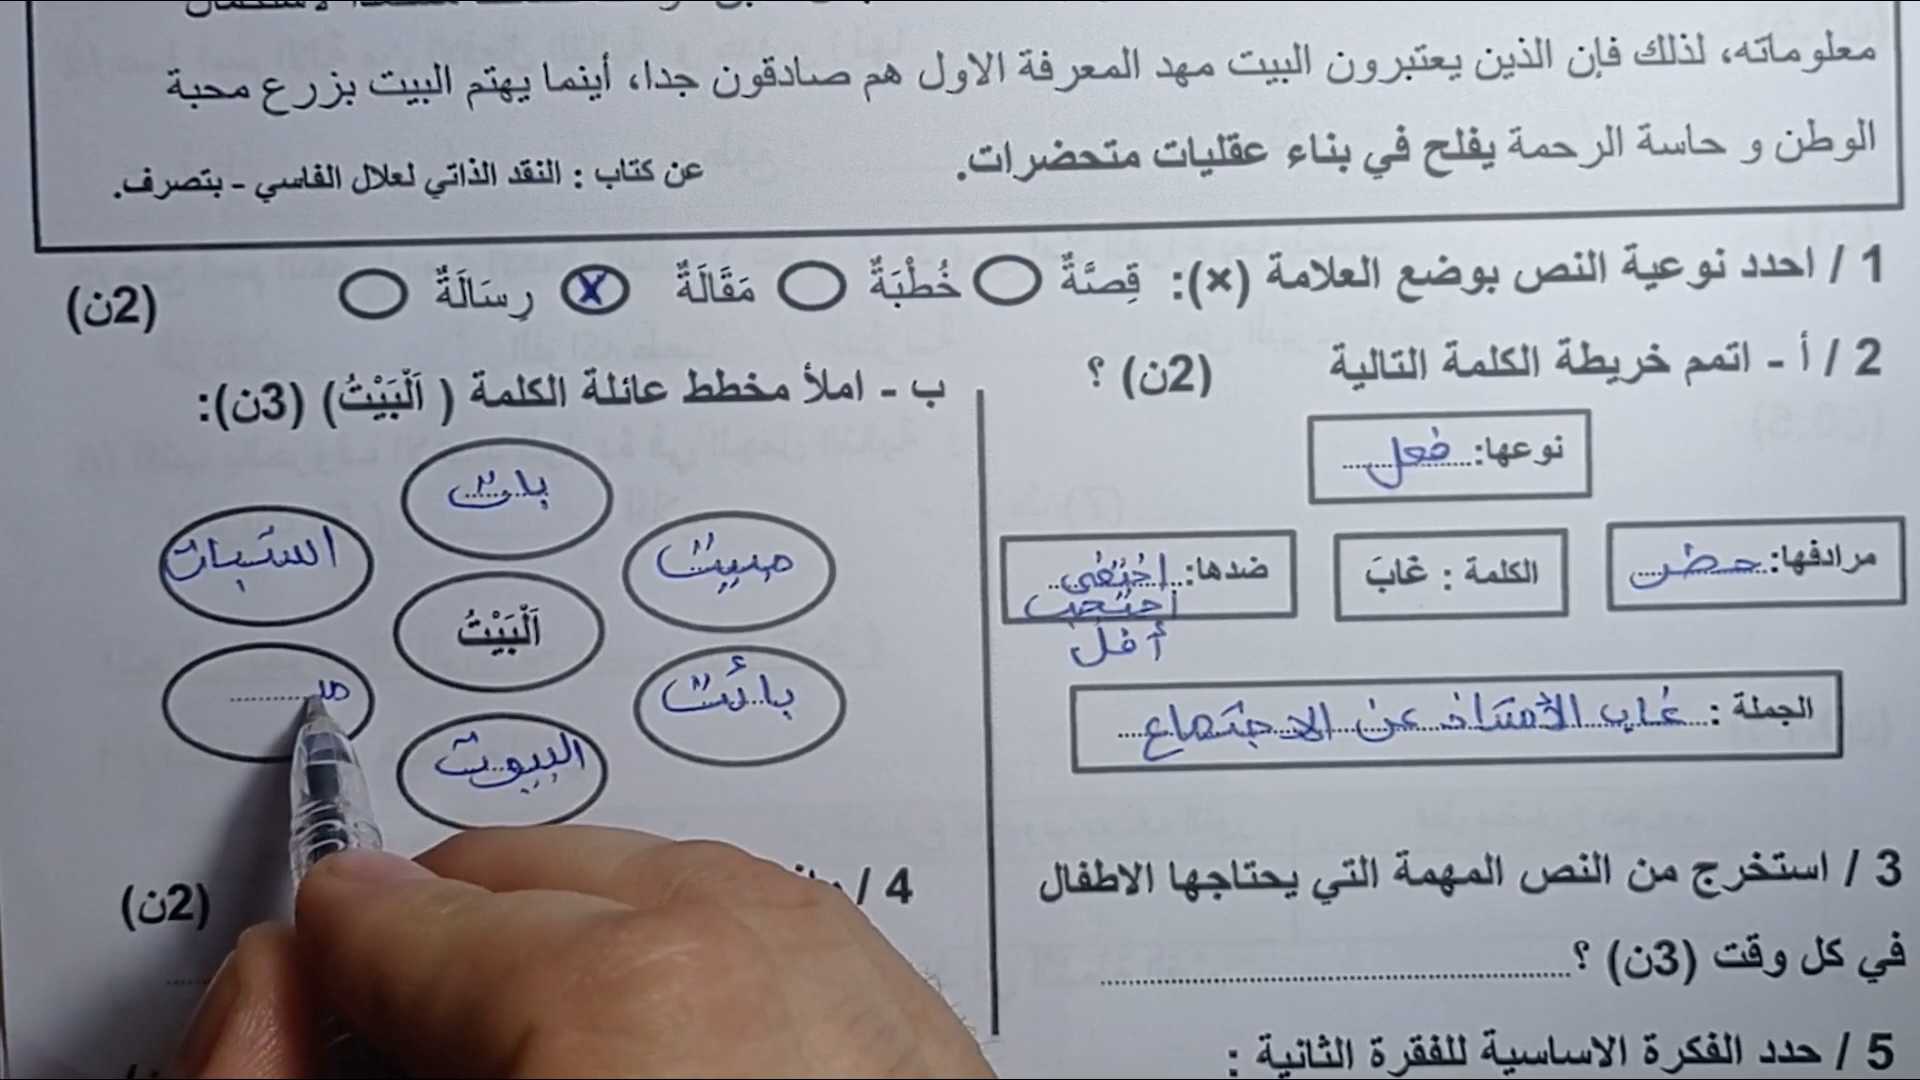 معلوماته، لذلك فإن الذين يعتبرون البيت مهد المعرفة الاول هم صادقون جدا، أينما يهتم البيت بزرع محبة
الوطن و حاسة الرحمة يفلح في بناء عقليات متحضرات.
عن كتاب : النقد الذاتي لعلال الفاسي - بتصرف.
1 / احدد نوعية النص بوضع العلامة (×): قِصَّةٌ خُطْبَةٌ مَقَالَةٌ X رِسَالَةٌ (2ن)
2 / أ - اتمم خريطة الكلمة التالية (2ن) ؟
نوعها: فعل
مرادفها: حضر
الكلمة : غَابَ
ضدها: اختفى
احتجب
أفل
الجملة : غاب الأستاذ عن الاجتماع
ب - املأ مخطط عائلة الكلمة ( اَلْبَيْتُ) (3ن):
بات
مبيت
استبات
اَلْبَيْتُ
بائت
البيوت
3 / استخرج من النص المهمة التي يحتاجها الاطفال
في كل وقت (3ن) ؟
4 /
(2ن)
5 / حدد الفكرة الاساسية للفقرة الثانية :